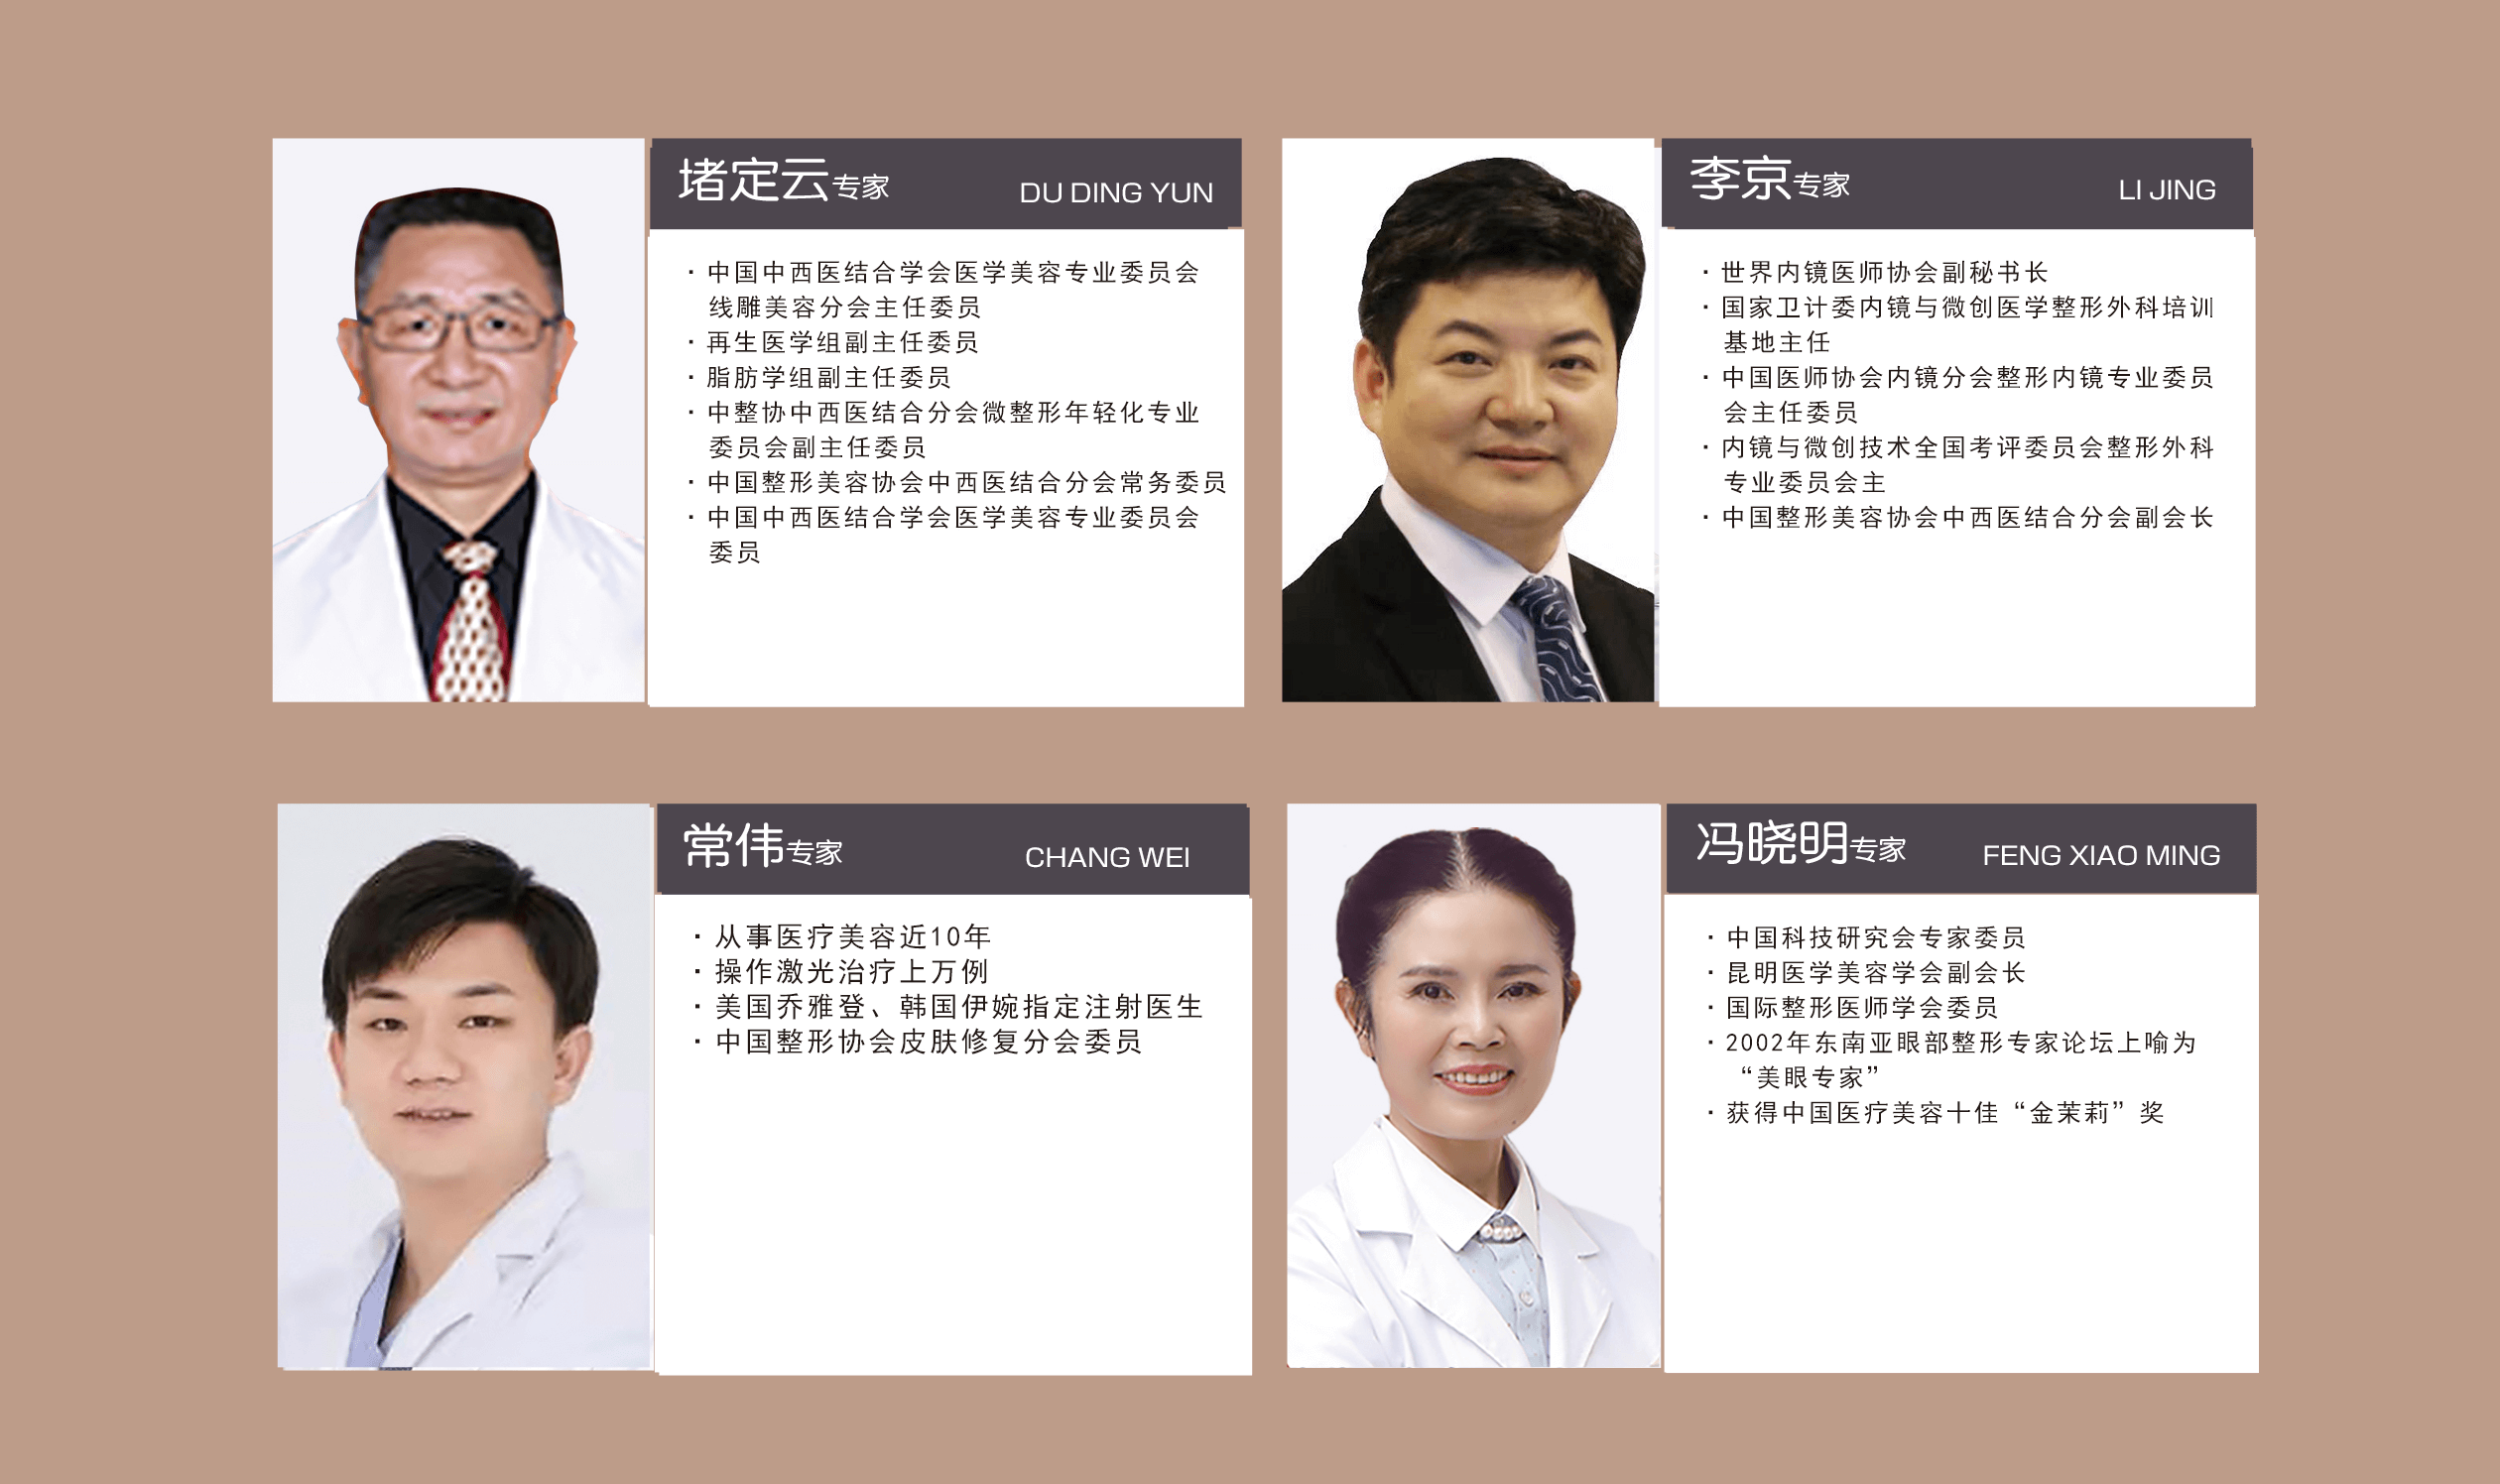 堵定云专家 DU DING YUN
· 中国中西医结合学会医学美容专业委员会
线雕美容分会主任委员
· 再生医学组副主任委员
· 脂肪学组副主任委员
· 中整协中西医结合分会微整形年轻化专业
委员会副主任委员
· 中国整形美容协会中西医结合分会常务委员
· 中国中西医结合学会医学美容专业委员会
委员
李京专家 LI JING
· 世界内镜医师协会副秘书长
· 国家卫计委内镜与微创医学整形外科培训
基地主任
· 中国医师协会内镜分会整形内镜专业委员
会主任委员
· 内镜与微创技术全国考评委员会整形外科
专业委员会主
· 中国整形美容协会中西医结合分会副会长
常伟专家 CHANG WEI
· 从事医疗美容近10年
· 操作激光治疗上万例
· 美国乔雅登、韩国伊婉指定注射医生
· 中国整形协会皮肤修复分会委员
冯晓明专家 FENG XIAO MING
· 中国科技研究会专家委员
· 昆明医学美容学会副会长
· 国际整形医师学会委员
· 2002年东南亚眼部整形专家论坛上喻为
“美眼专家”
· 获得中国医疗美容十佳“金茉莉”奖